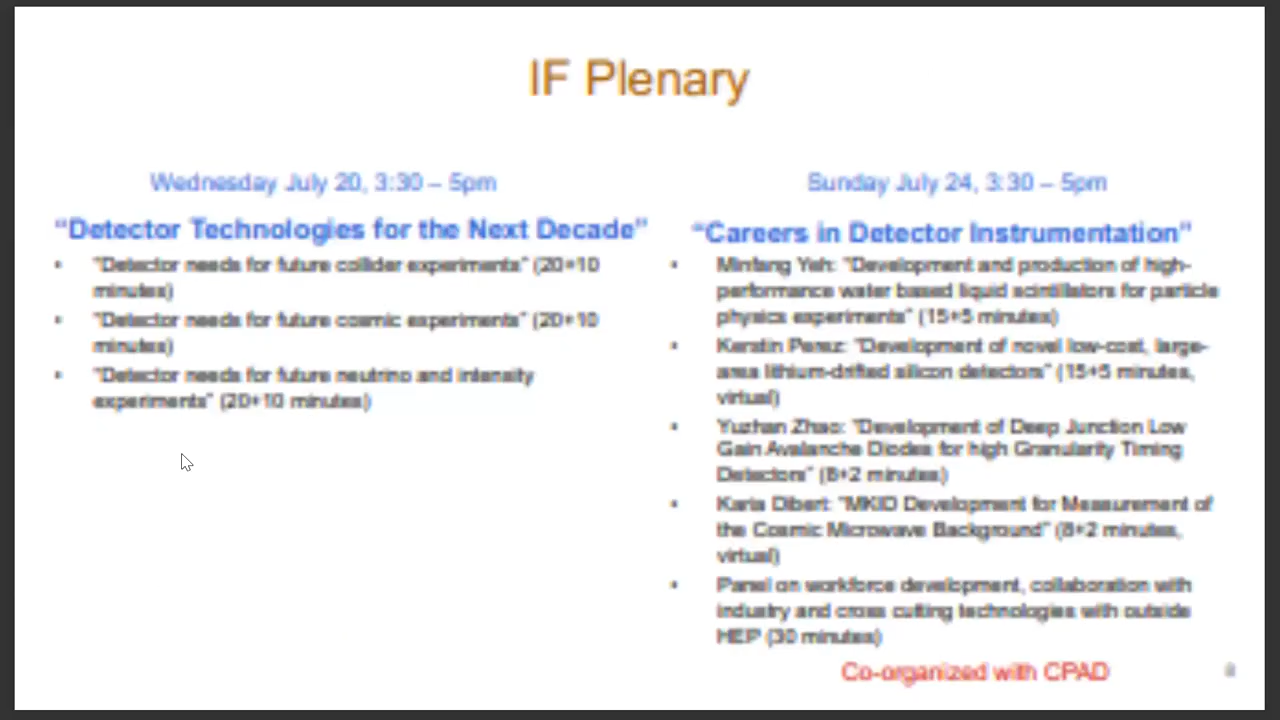 IF Plenary
Wednesday July 20, 3:30 – 5pm
“Detector Technologies for the Next Decade”
• “Detector needs for future collider experiments” (20+10
minutes)
• “Detector needs for future cosmic experiments” (20+10
minutes)
• “Detector needs for future neutrino and intensity
experiments” (20+10 minutes)
Sunday July 24, 3:30 – 5pm
“Careers in Detector Instrumentation”
• Minfang Yeh: “Development and production of high-
performance water based liquid scintillators for particle
physics experiments” (15+5 minutes)
• Kerstin Perez: “Development of novel low-cost, large-
area lithium-drifted silicon detectors” (15+5 minutes,
virtual)
• Yuzhan Zhao: “Development of Deep Junction Low
Gain Avalanche Diodes for high Granularity Timing
Detectors” (8+2 minutes)
• Karia Dibert: “MKID Development for Measurement of
the Cosmic Microwave Background” (8+2 minutes,
virtual)
• Panel on workforce development, collaboration with
industry and cross cutting technologies with outside
HEP (30 minutes)
Co-organized with CPAD